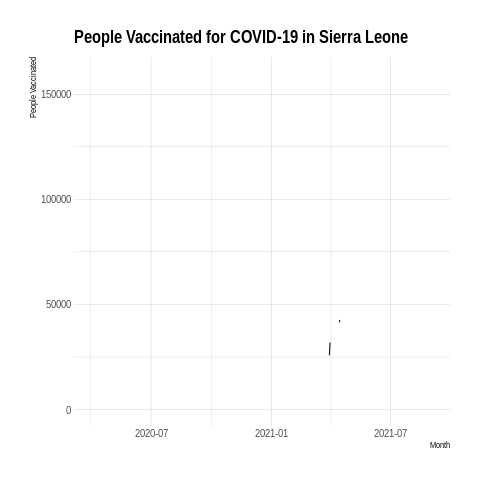 People Vaccinated for COVID-19 in Sierra Leone
People Vaccinated
150000
100000
50000
0
2020-07
2021-01
2021-07
Month